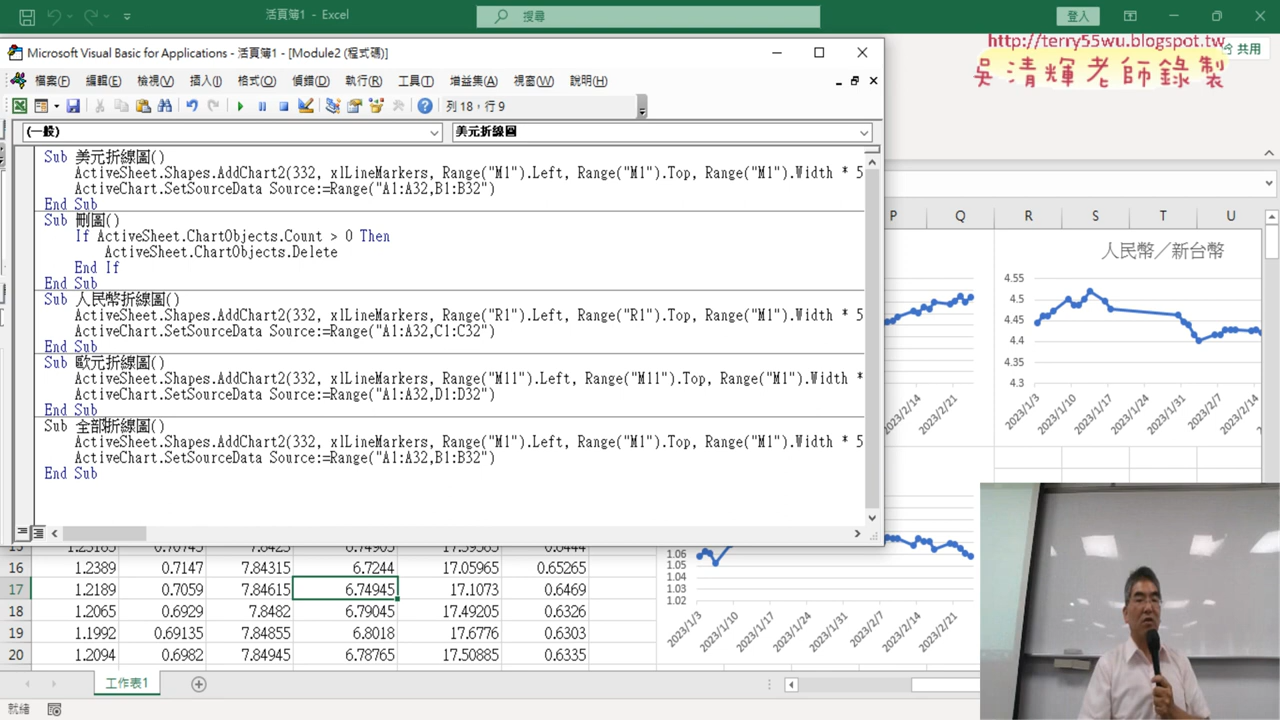 活頁簿1 - Excel
搜尋
登入
http://terry55wu.blogspot.tw
共用
吳清輝老師錄製
Microsoft Visual Basic for Applications - 活頁簿1 - [Module2 (程式碼)]
檔案(F) 編輯(E) 檢視(V) 插入(I) 格式(O) 偵錯(D) 執行(R) 工具(T) 增益集(A) 視窗(W) 說明(H)
列 18，行 9
(一般) 美元折線圖
Sub 美元折線圖()
ActiveSheet.Shapes.AddChart2(332, xlLineMarkers, Range("M1").Left, Range("M1").Top, Range("M1").Width * 5
ActiveChart.SetSourceData Source:=Range("A1:A32,B1:B32")
End Sub
Sub 刪圖()
If ActiveSheet.ChartObjects.Count > 0 Then
ActiveSheet.ChartObjects.Delete
End If
End Sub
Sub 人民幣折線圖()
ActiveSheet.Shapes.AddChart2(332, xlLineMarkers, Range("R1").Left, Range("R1").Top, Range("M1").Width * 5
ActiveChart.SetSourceData Source:=Range("A1:A32,C1:C32")
End Sub
Sub 歐元折線圖()
ActiveSheet.Shapes.AddChart2(332, xlLineMarkers, Range("M11").Left, Range("M11").Top, Range("M1").Width *
ActiveChart.SetSourceData Source:=Range("A1:A32,D1:D32")
End Sub
Sub 全部折線圖()
ActiveSheet.Shapes.AddChart2(332, xlLineMarkers, Range("M1").Left, Range("M1").Top, Range("M1").Width * 5
ActiveChart.SetSourceData Source:=Range("A1:A32,B1:B32")
End Sub
P Q R S T U
人民幣／新台幣
4.55
4.5
4.45
4.4
4.35
4.3
2023/2/14 2023/2/21
2023/1/3 2023/1/10 2023/1/17 2023/1/24 2023/1/31 2023/2/7 2023/2/14
16 1.2389 0.7147 7.84315 6.7244 17.05965 0.65265
17 1.2189 0.7059 7.84615 6.74945 17.1073 0.6469
18 1.2065 0.6929 7.8482 6.79045 17.49205 0.6326
19 1.1992 0.69135 7.84855 6.8018 17.6776 0.6303
20 1.2094 0.6982 7.84945 6.78765 17.50885 0.6335
1.06
1.05
1.04
1.03
1.02
2023/1/3 2023/1/10 2023/1/17 2023/1/24 2023/1/31 2023/2/7 2023/2/14 2023/2/21
工作表1
就緒